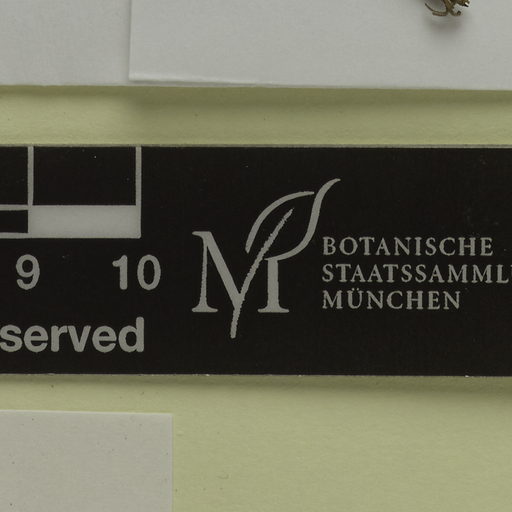 9 10
served
BOTANISCHE
STAATSSAMML
MÜNCHEN